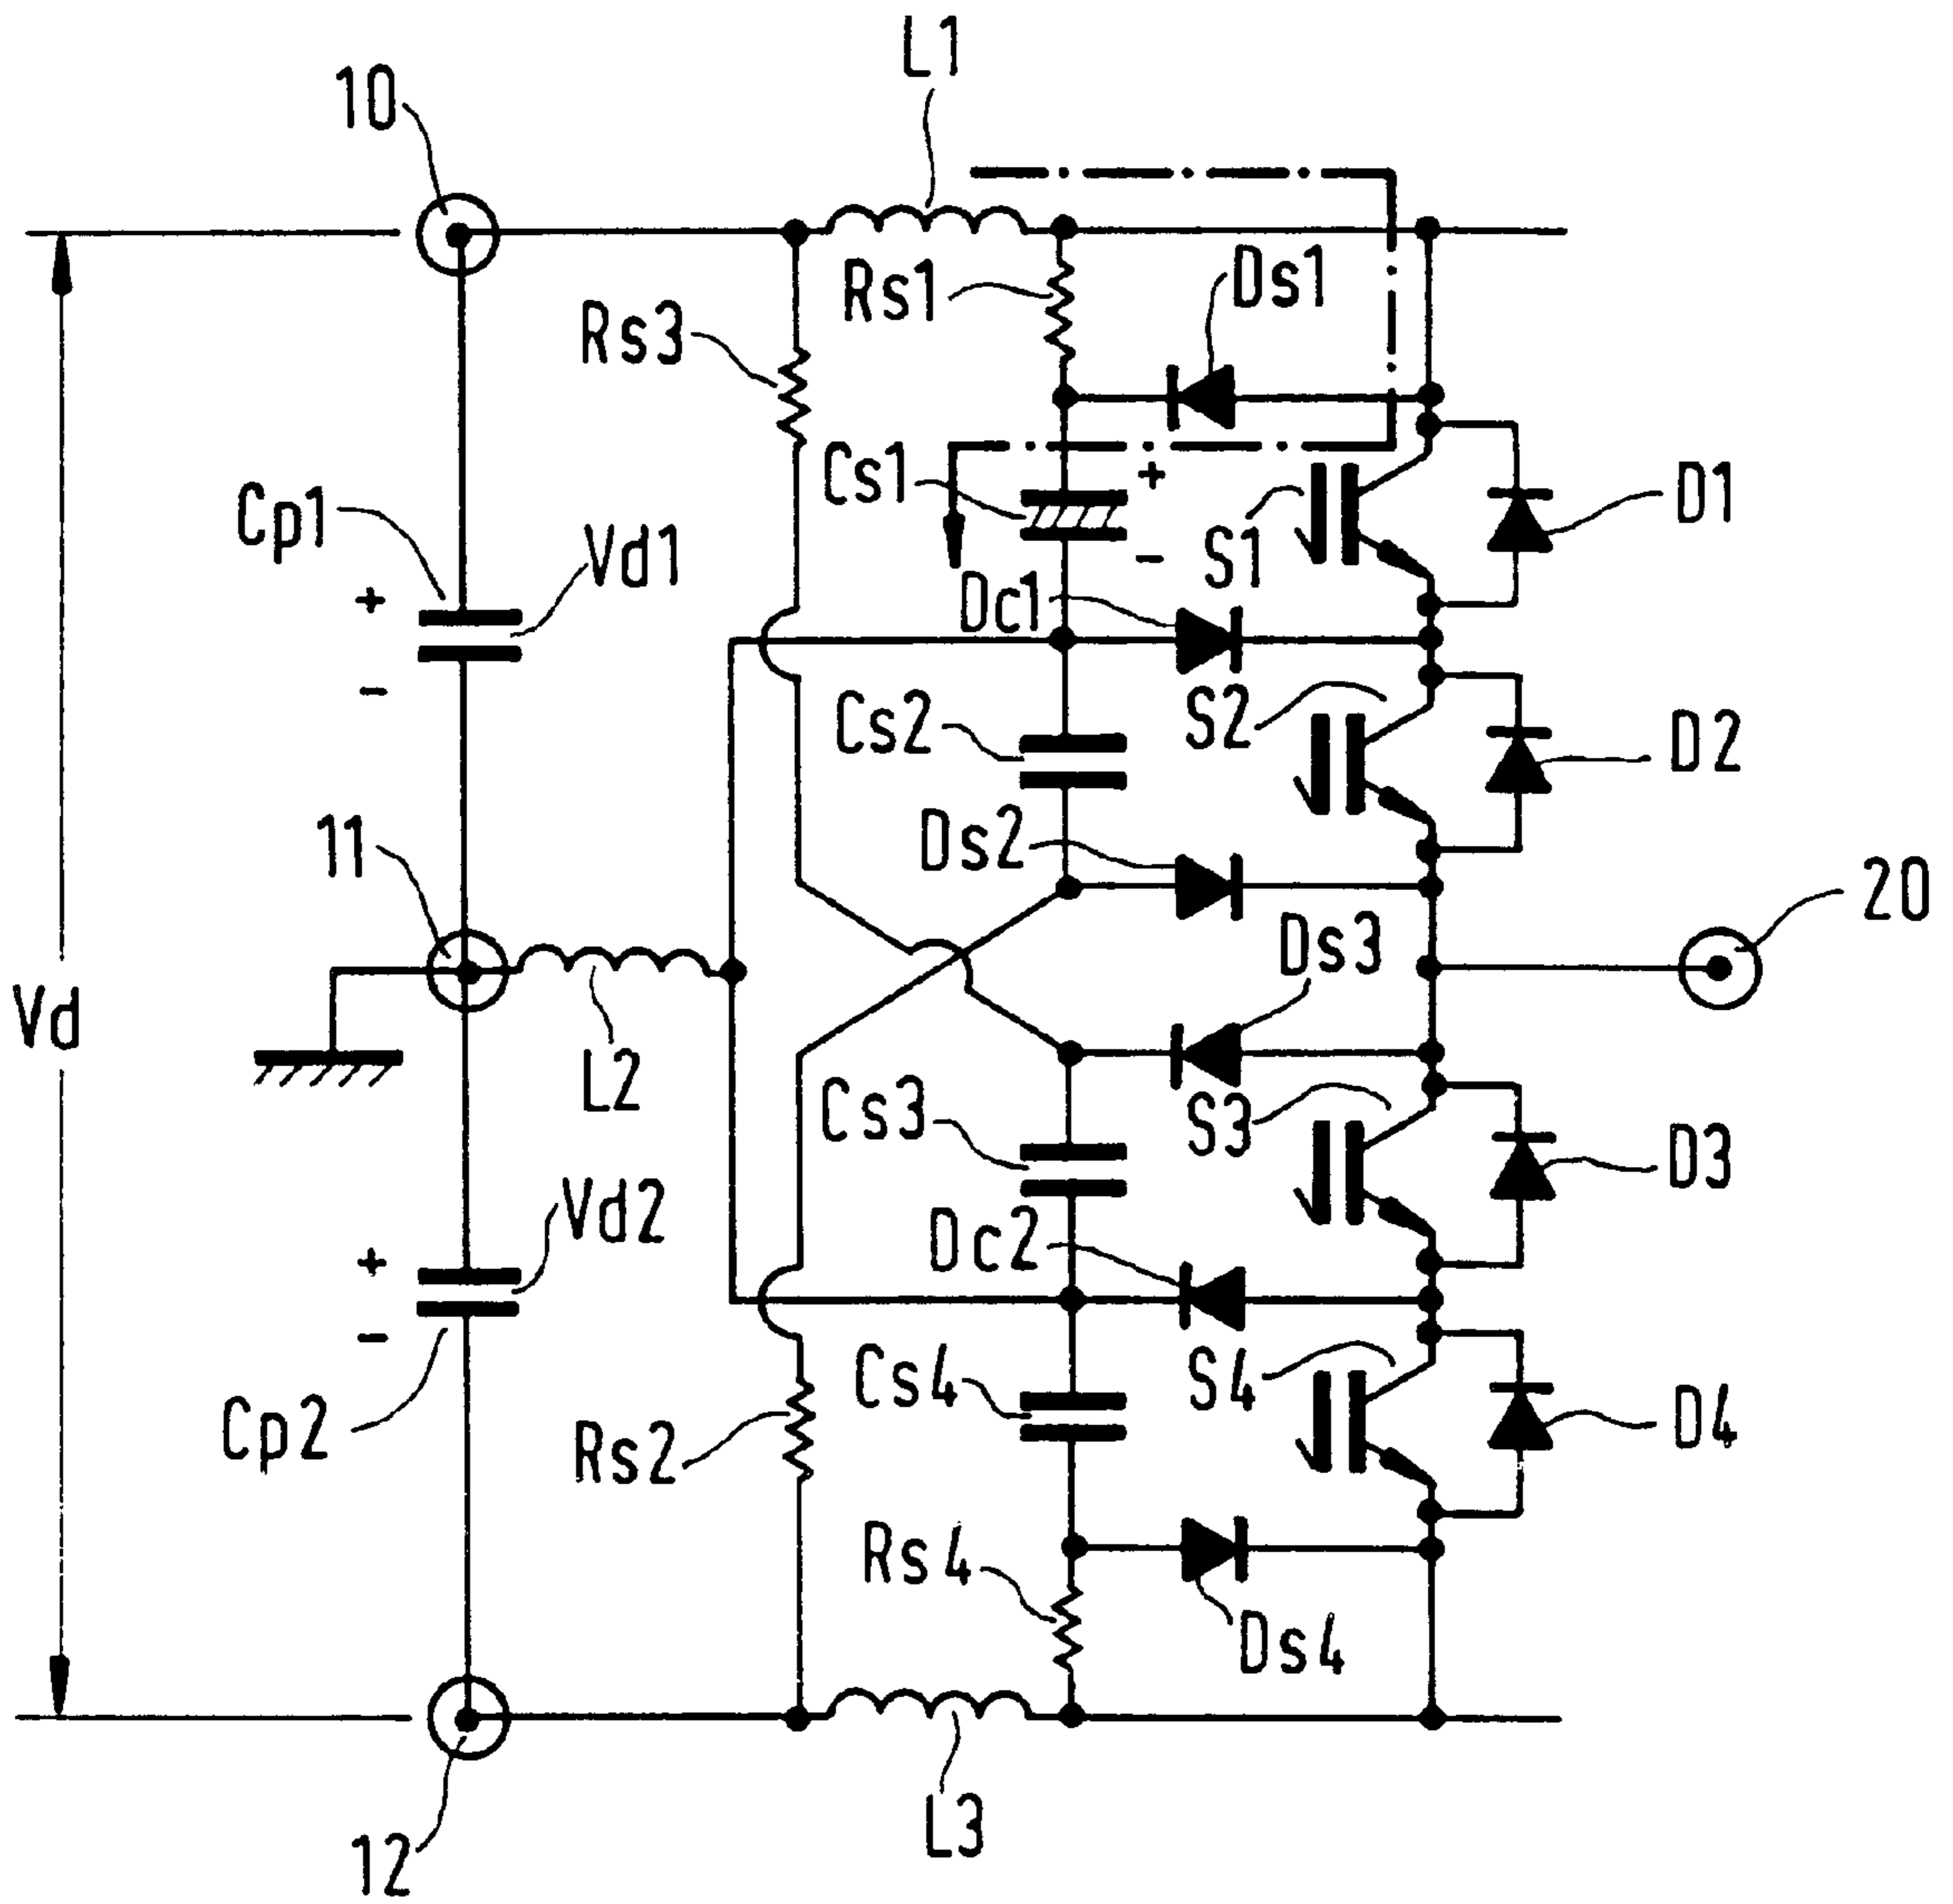 L1
10
Rs1
Ds1
Rs3
Cs1
+
-
S1
D1
Cp1
Vd1
+
-
Dc1
Cs2
S2
D2
Ds2
11
20
Ds3
Vd
L2
Cs3
S3
D3
Vd2
Dc2
+
-
Cs4
S4
D4
Cp2
Rs2
Rs4
Ds4
L3
12